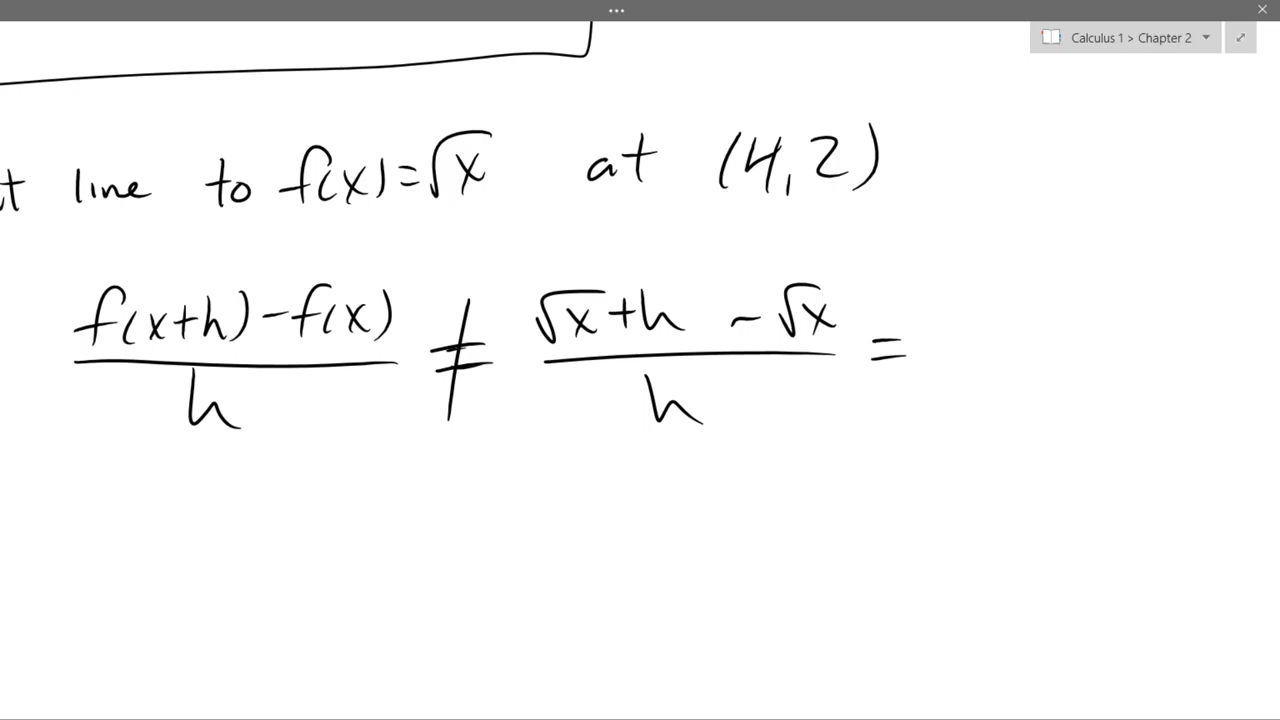 Calculus 1 > Chapter 2
t line to f(x)=√x at (4,2)
f(x+h)-f(x)/h ≠ √x+h - √x/h =